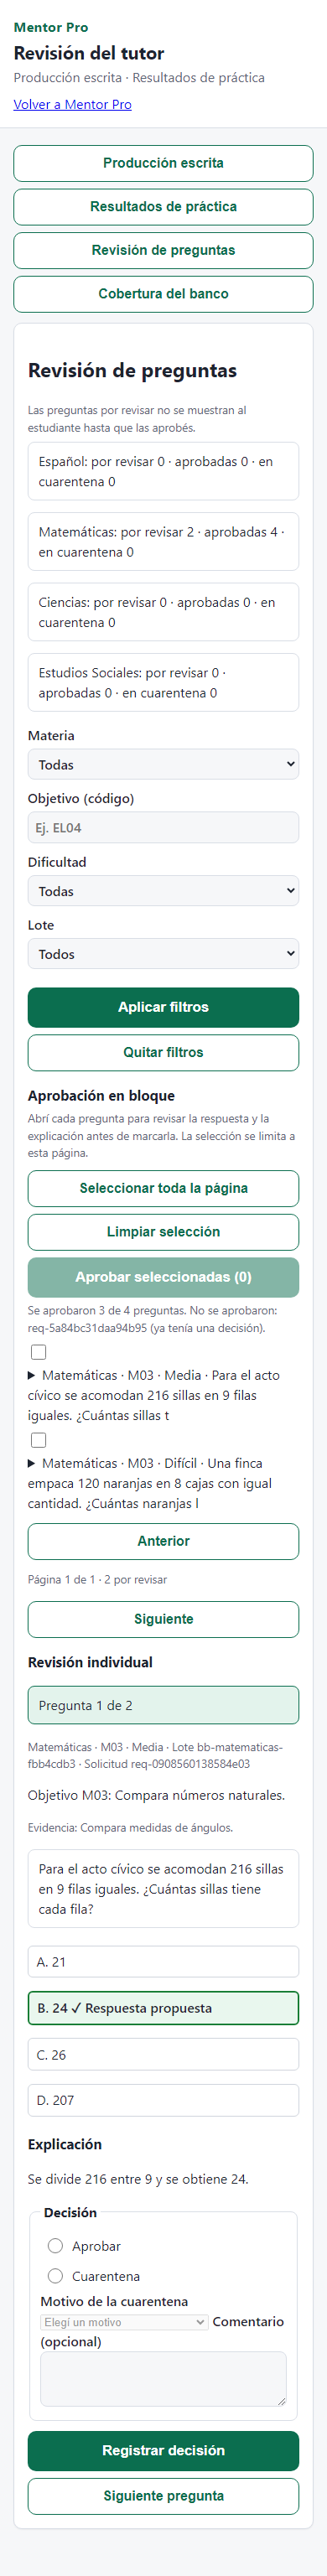 Mentor Pro
Revisión del tutor
Producción escrita · Resultados de práctica
Volver a Mentor Pro
Producción escrita
Resultados de práctica
Revisión de preguntas
Cobertura del banco
Revisión de preguntas
Las preguntas por revisar no se muestran al
estudiante hasta que las aprobés.
Español: por revisar 0 · aprobadas 0 · en
cuarentena 0
Matemáticas: por revisar 2 · aprobadas 4 ·
en cuarentena 0
Ciencias: por revisar 0 · aprobadas 0 · en
cuarentena 0
Estudios Sociales: por revisar 0 ·
aprobadas 0 · en cuarentena 0
Materia
Todas
Objetivo (código)
Ej. EL04
Dificultad
Todas
Lote
Todos
Aplicar filtros
Quitar filtros
Aprobación en bloque
Abrí cada pregunta para revisar la respuesta y la
explicación antes de marcarla. La selección se limita a
esta página.
Seleccionar toda la página
Limpiar selección
Aprobar seleccionadas (0)
Se aprobaron 3 de 4 preguntas. No se aprobaron:
req-5a84bc31daa94b95 (ya tenía una decisión).
Matemáticas · M03 · Media · Para el acto
cívico se acomodan 216 sillas en 9 filas
iguales. ¿Cuántas sillas t
Matemáticas · M03 · Difícil · Una finca
empaca 120 naranjas en 8 cajas con igual
cantidad. ¿Cuántas naranjas l
Anterior
Página 1 de 1 · 2 por revisar
Siguiente
Revisión individual
Pregunta 1 de 2
Matemáticas · M03 · Media · Lote bb-matematicas-
fbb4cdb3 · Solicitud req-0908560138584e03
Objetivo M03: Compara números naturales.
Evidencia: Compara medidas de ángulos.
Para el acto cívico se acomodan 216 sillas
en 9 filas iguales. ¿Cuántas sillas tiene
cada fila?
A. 21
B. 24 ✓ Respuesta propuesta
C. 26
D. 207
Explicación
Se divide 216 entre 9 y se obtiene 24.
Decisión
Aprobar
Cuarentena
Motivo de la cuarentena
Elegí un motivo Comentario
(opcional)
Registrar decisión
Siguiente pregunta